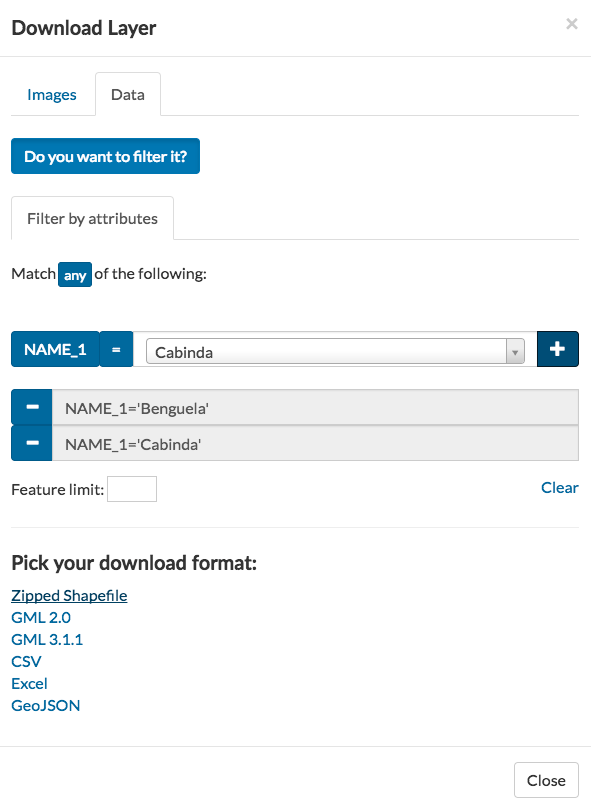 Download Layer ×
Images Data
Do you want to filter it?
Filter by attributes
Match any of the following:
NAME_1 = Cabinda +
− NAME_1='Benguela'
− NAME_1='Cabinda'
Feature limit: Clear
Pick your download format:
Zipped Shapefile
GML 2.0
GML 3.1.1
CSV
Excel
GeoJSON
Close